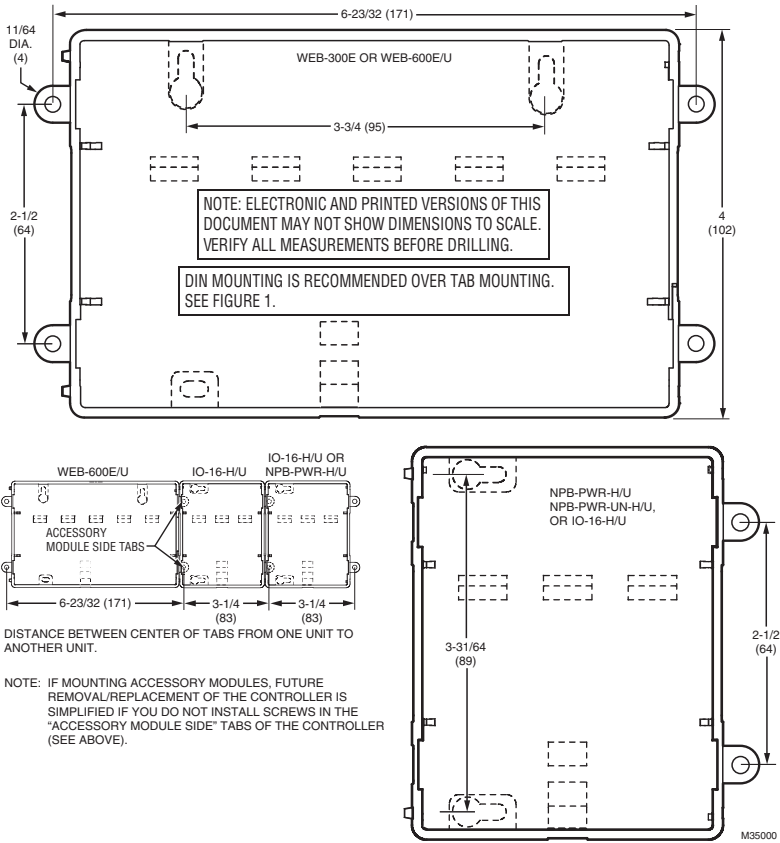 6-23/32 (171)
11/64
DIA.
(4)
WEB-300E OR WEB-600E/U
3-3/4 (95)
2-1/2
(64)
4
(102)
NOTE: ELECTRONIC AND PRINTED VERSIONS OF THIS
DOCUMENT MAY NOT SHOW DIMENSIONS TO SCALE.
VERIFY ALL MEASUREMENTS BEFORE DRILLING.
DIN MOUNTING IS RECOMMENDED OVER TAB MOUNTING.
SEE FIGURE 1.
WEB-600E/U
IO-16-H/U
IO-16-H/U OR
NPB-PWR-H/U
ACCESSORY
MODULE SIDE TABS
6-23/32 (171)
3-1/4
(83)
3-1/4
(83)
DISTANCE BETWEEN CENTER OF TABS FROM ONE UNIT TO
ANOTHER UNIT.
NOTE: IF MOUNTING ACCESSORY MODULES, FUTURE
REMOVAL/REPLACEMENT OF THE CONTROLLER IS
SIMPLIFIED IF YOU DO NOT INSTALL SCREWS IN THE
“ACCESSORY MODULE SIDE” TABS OF THE CONTROLLER
(SEE ABOVE).
NPB-PWR-H/U
NPB-PWR-UN-H/U,
OR IO-16-H/U
3-31/64
(89)
2-1/2
(64)
M35000